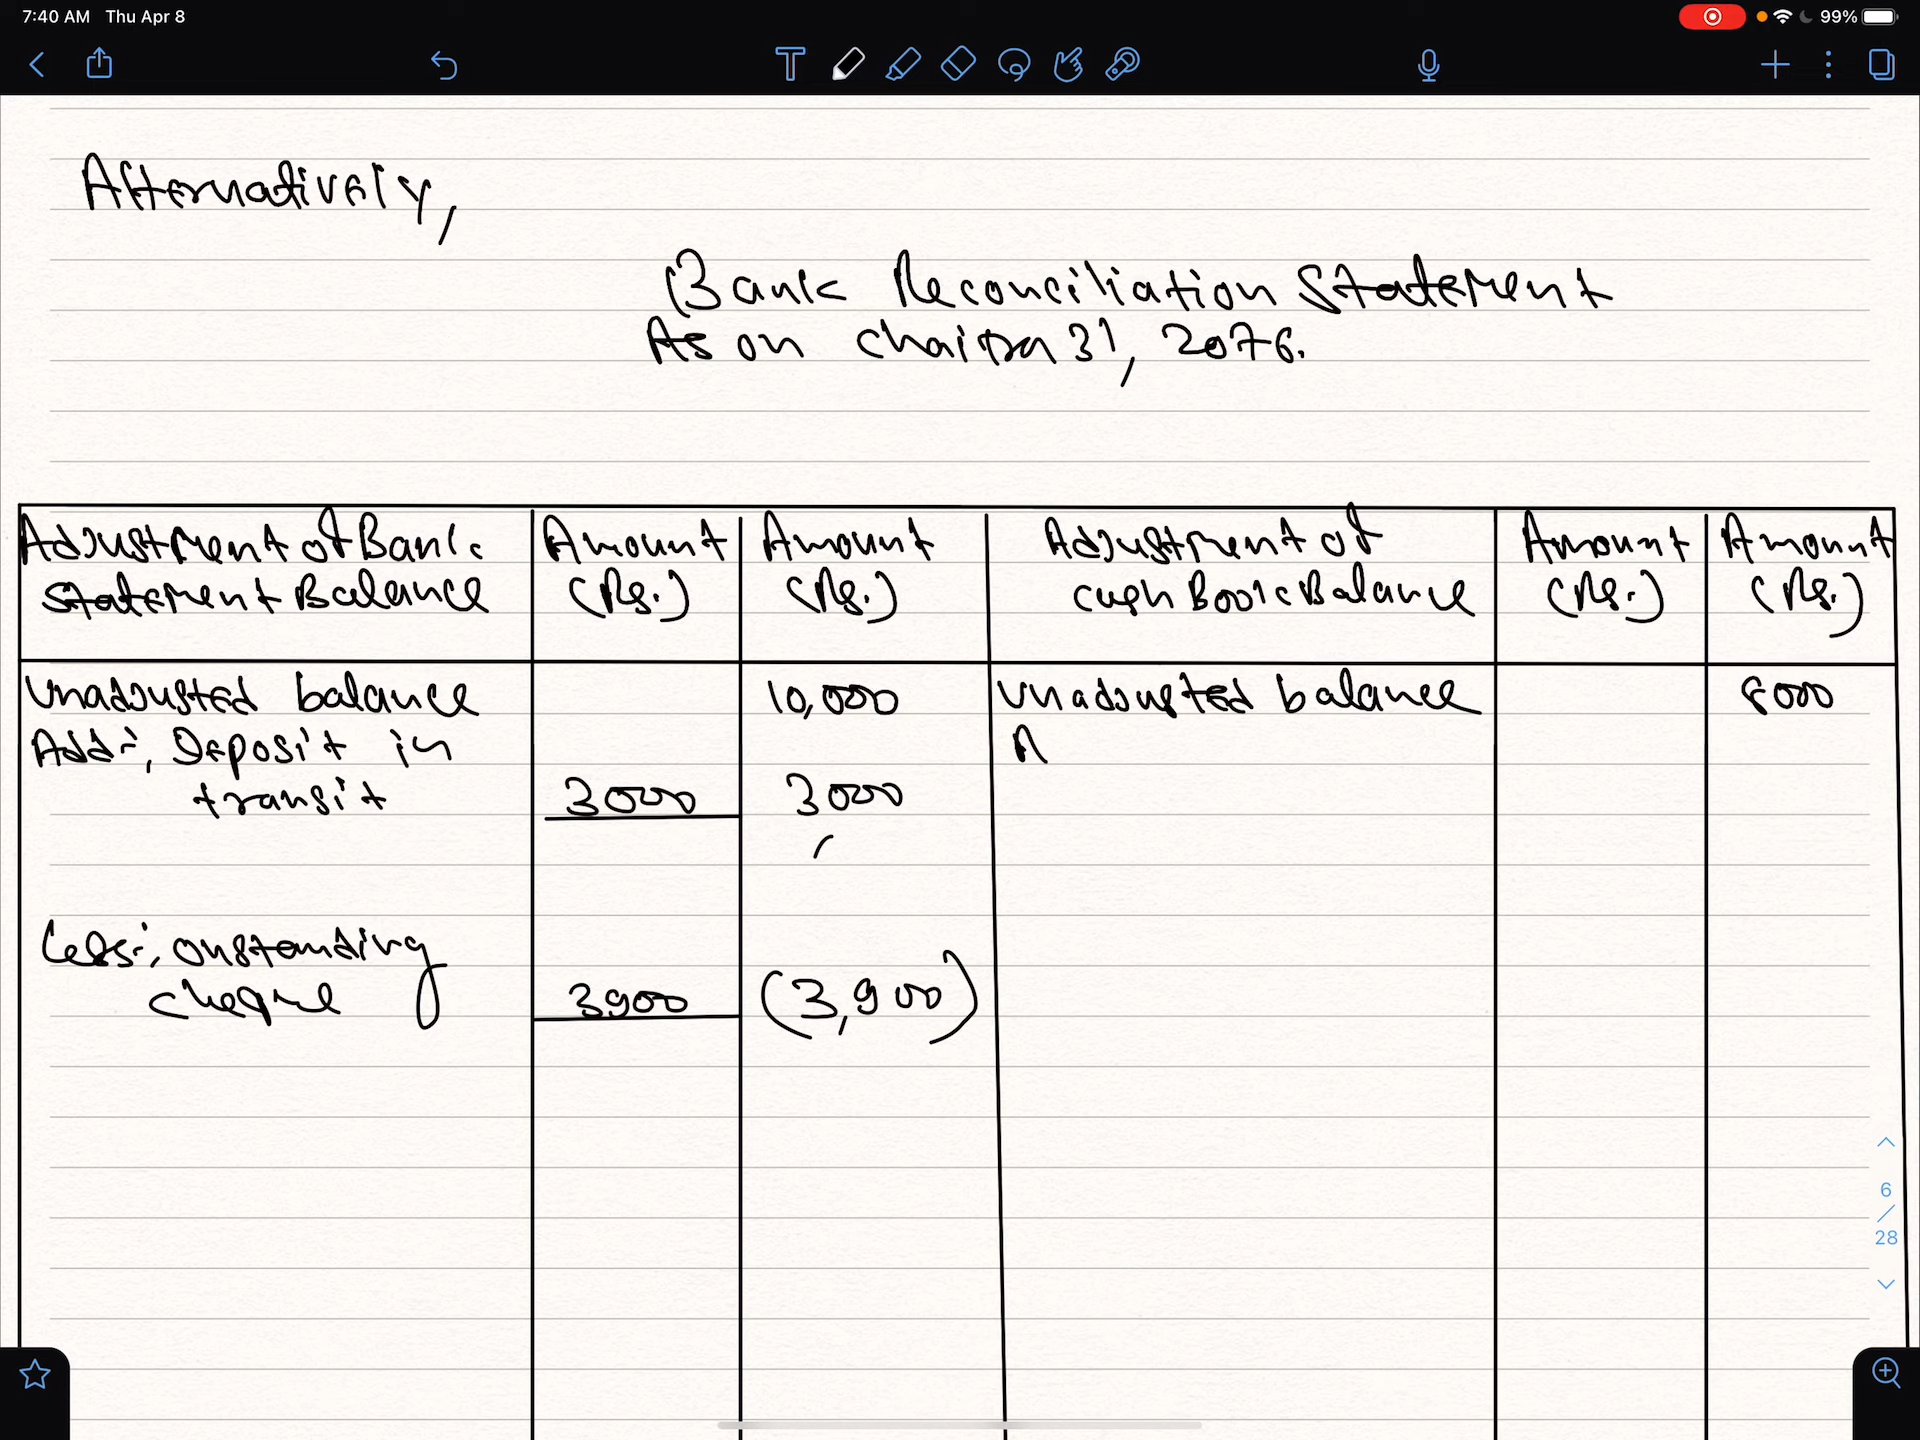 7:40 AM Thu Apr 8
99%
Alternatively,
Bank Reconciliation Statement
As on chaitra 31, 2076.
Adjustment of Bank Statement Balance
Amount (Rs.)
Amount (Rs.)
Adjustment of cash Book Balance
Amount (Rs.)
Amount (Rs.)
Unadjusted balance 10,000 Unadjusted balance 8000
Add:, Deposit in A
transit 3000 3000
Less:, outstanding
cheque 3900 (3,900)
6
/
28